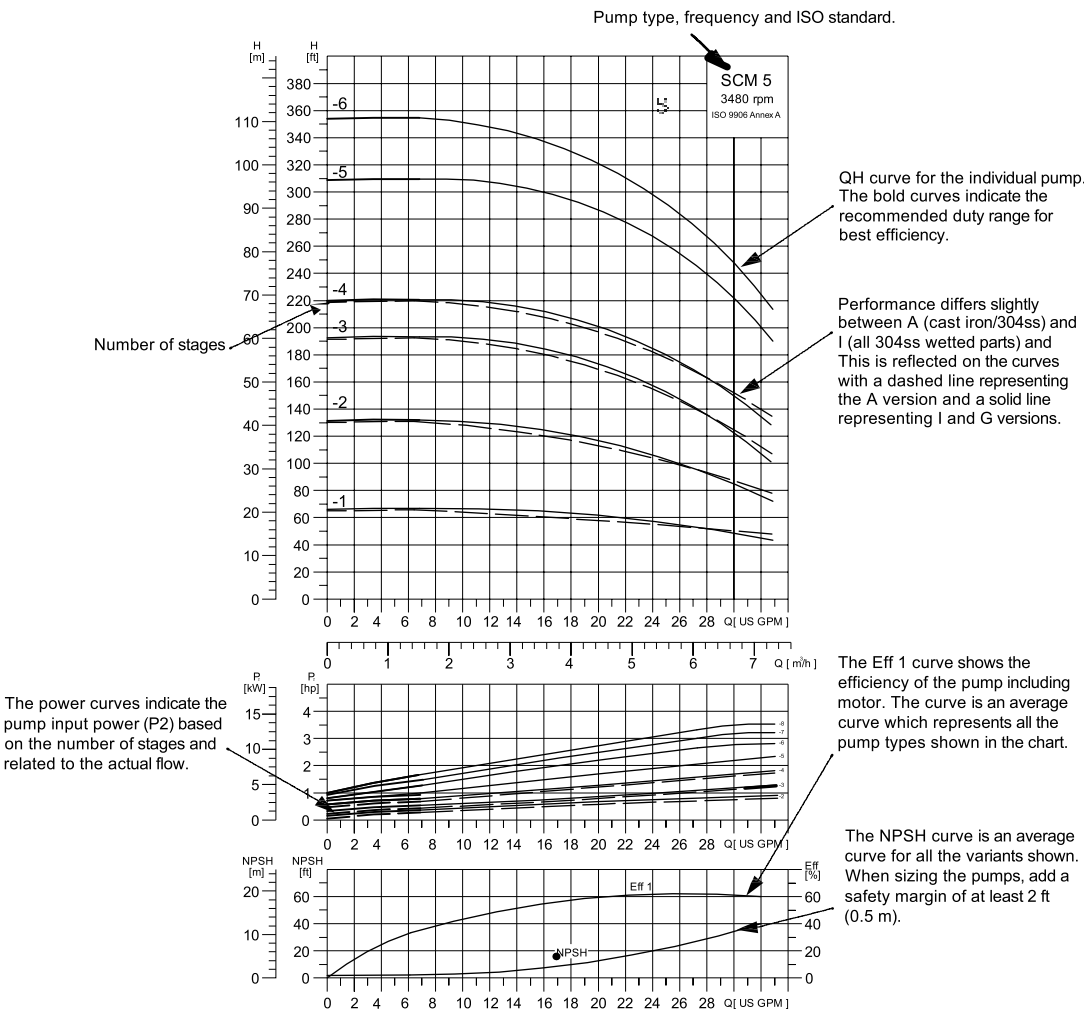 Pump type, frequency and ISO standard.
H
[m]
H
[ft]
SCM 5
3480 rpm
ISO 9906 Annex A
380
360
340
320
300
280
260
240
220
200
180
160
140
120
100
80
60
40
20
0
110
100
90
80
70
60
50
40
30
20
10
0
-6
-5
-4
-3
-2
-1
QH curve for the individual pump.
The bold curves indicate the
recommended duty range for
best efficiency.
Performance differs slightly
between A (cast iron/304ss) and
I (all 304ss wetted parts) and
This is reflected on the curves
with a dashed line representing
the A version and a solid line
representing I and G versions.
Number of stages
0 2 4 6 8 10 12 14 16 18 20 22 24 26 28 Q[ US GPM ]
0 1 2 3 4 5 6 7 Q [ m³/h ]
The Eff 1 curve shows the
efficiency of the pump including
motor. The curve is an average
curve which represents all the
pump types shown in the chart.
The power curves indicate the
pump input power (P2) based
on the number of stages and
related to the actual flow.
P.
[kW]
P.
[hp]
15
10
5
0
4
3
2
1
0
-8
-7
-6
-5
-4
-3
-2
0 2 4 6 8 10 12 14 16 18 20 22 24 26 28 Q[ US GPM ]
The NPSH curve is an average
curve for all the variants shown.
When sizing the pumps, add a
safety margin of at least 2 ft
(0.5 m).
NPSH
[m]
NPSH
[ft]
Eff
[%]
20
10
0
60
40
20
0
60
40
20
0
Eff 1
NPSH
0 2 4 6 8 10 12 14 16 18 20 22 24 26 28 Q[ US GPM ]